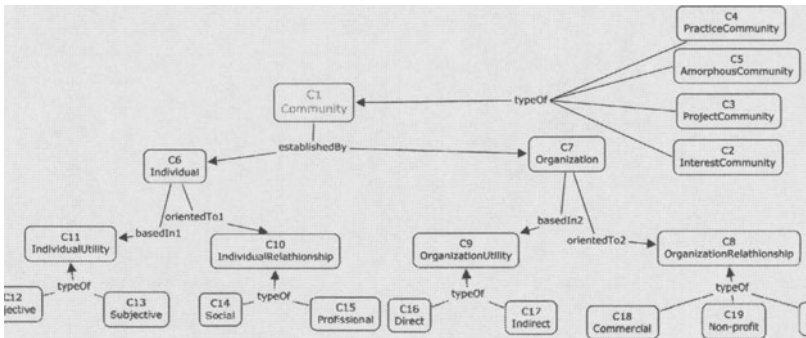 C4
PracticeCommunity
C5
AmorphousCommunity
C1
Community
typeOf
C3
ProjectCommunity
establishedBy
C7
Organization
C2
InterestCommunity
C6
Individual
orientedTo1
basedIn1
basedIn2
orientedTo2
C11
IndividualUtility
C10
IndividualRelathionship
C9
OrganizationUtility
C8
OrganizationRelathionship
typeOf
typeOf
typeOf
typeOf
C12
jective
C13
Subjective
C14
Social
C15
Profissional
C16
Direct
C17
Indirect
C18
Commercial
C19
Non-profit